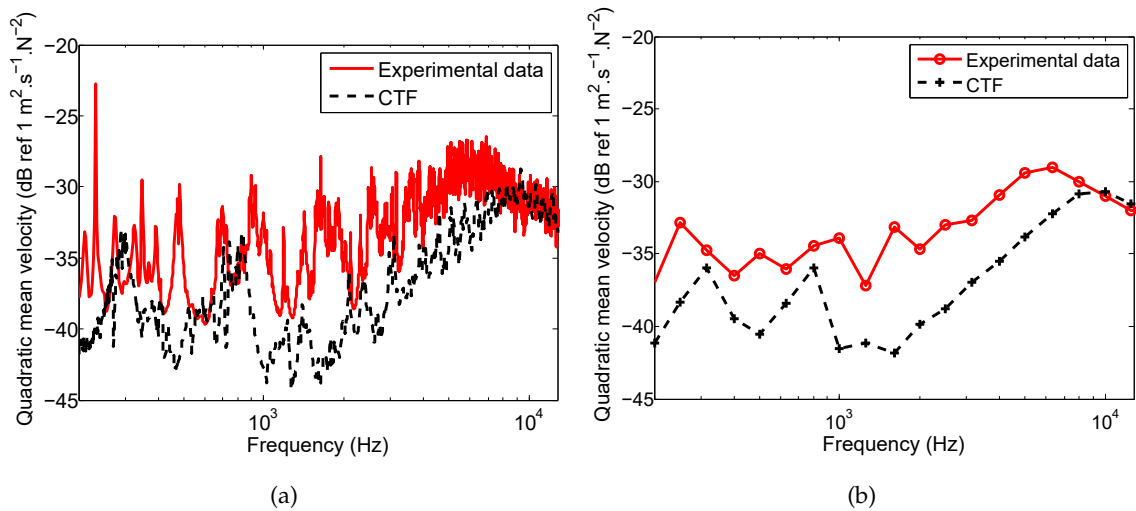 −20
−25
−30
−35
−40
−45
Quadratic mean velocity (dB ref 1 m².s⁻¹.N⁻²)
Experimental data
CTF
10³
10⁴
Frequency (Hz)
(a)
−20
−25
−30
−35
−40
−45
Quadratic mean velocity (dB ref 1 m².s⁻¹.N⁻²)
Experimental data
CTF
10³
10⁴
Frequency (Hz)
(b)